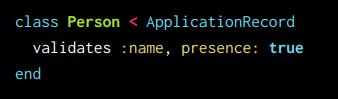 class Person < ApplicationRecord
  validates :name, presence: true
end